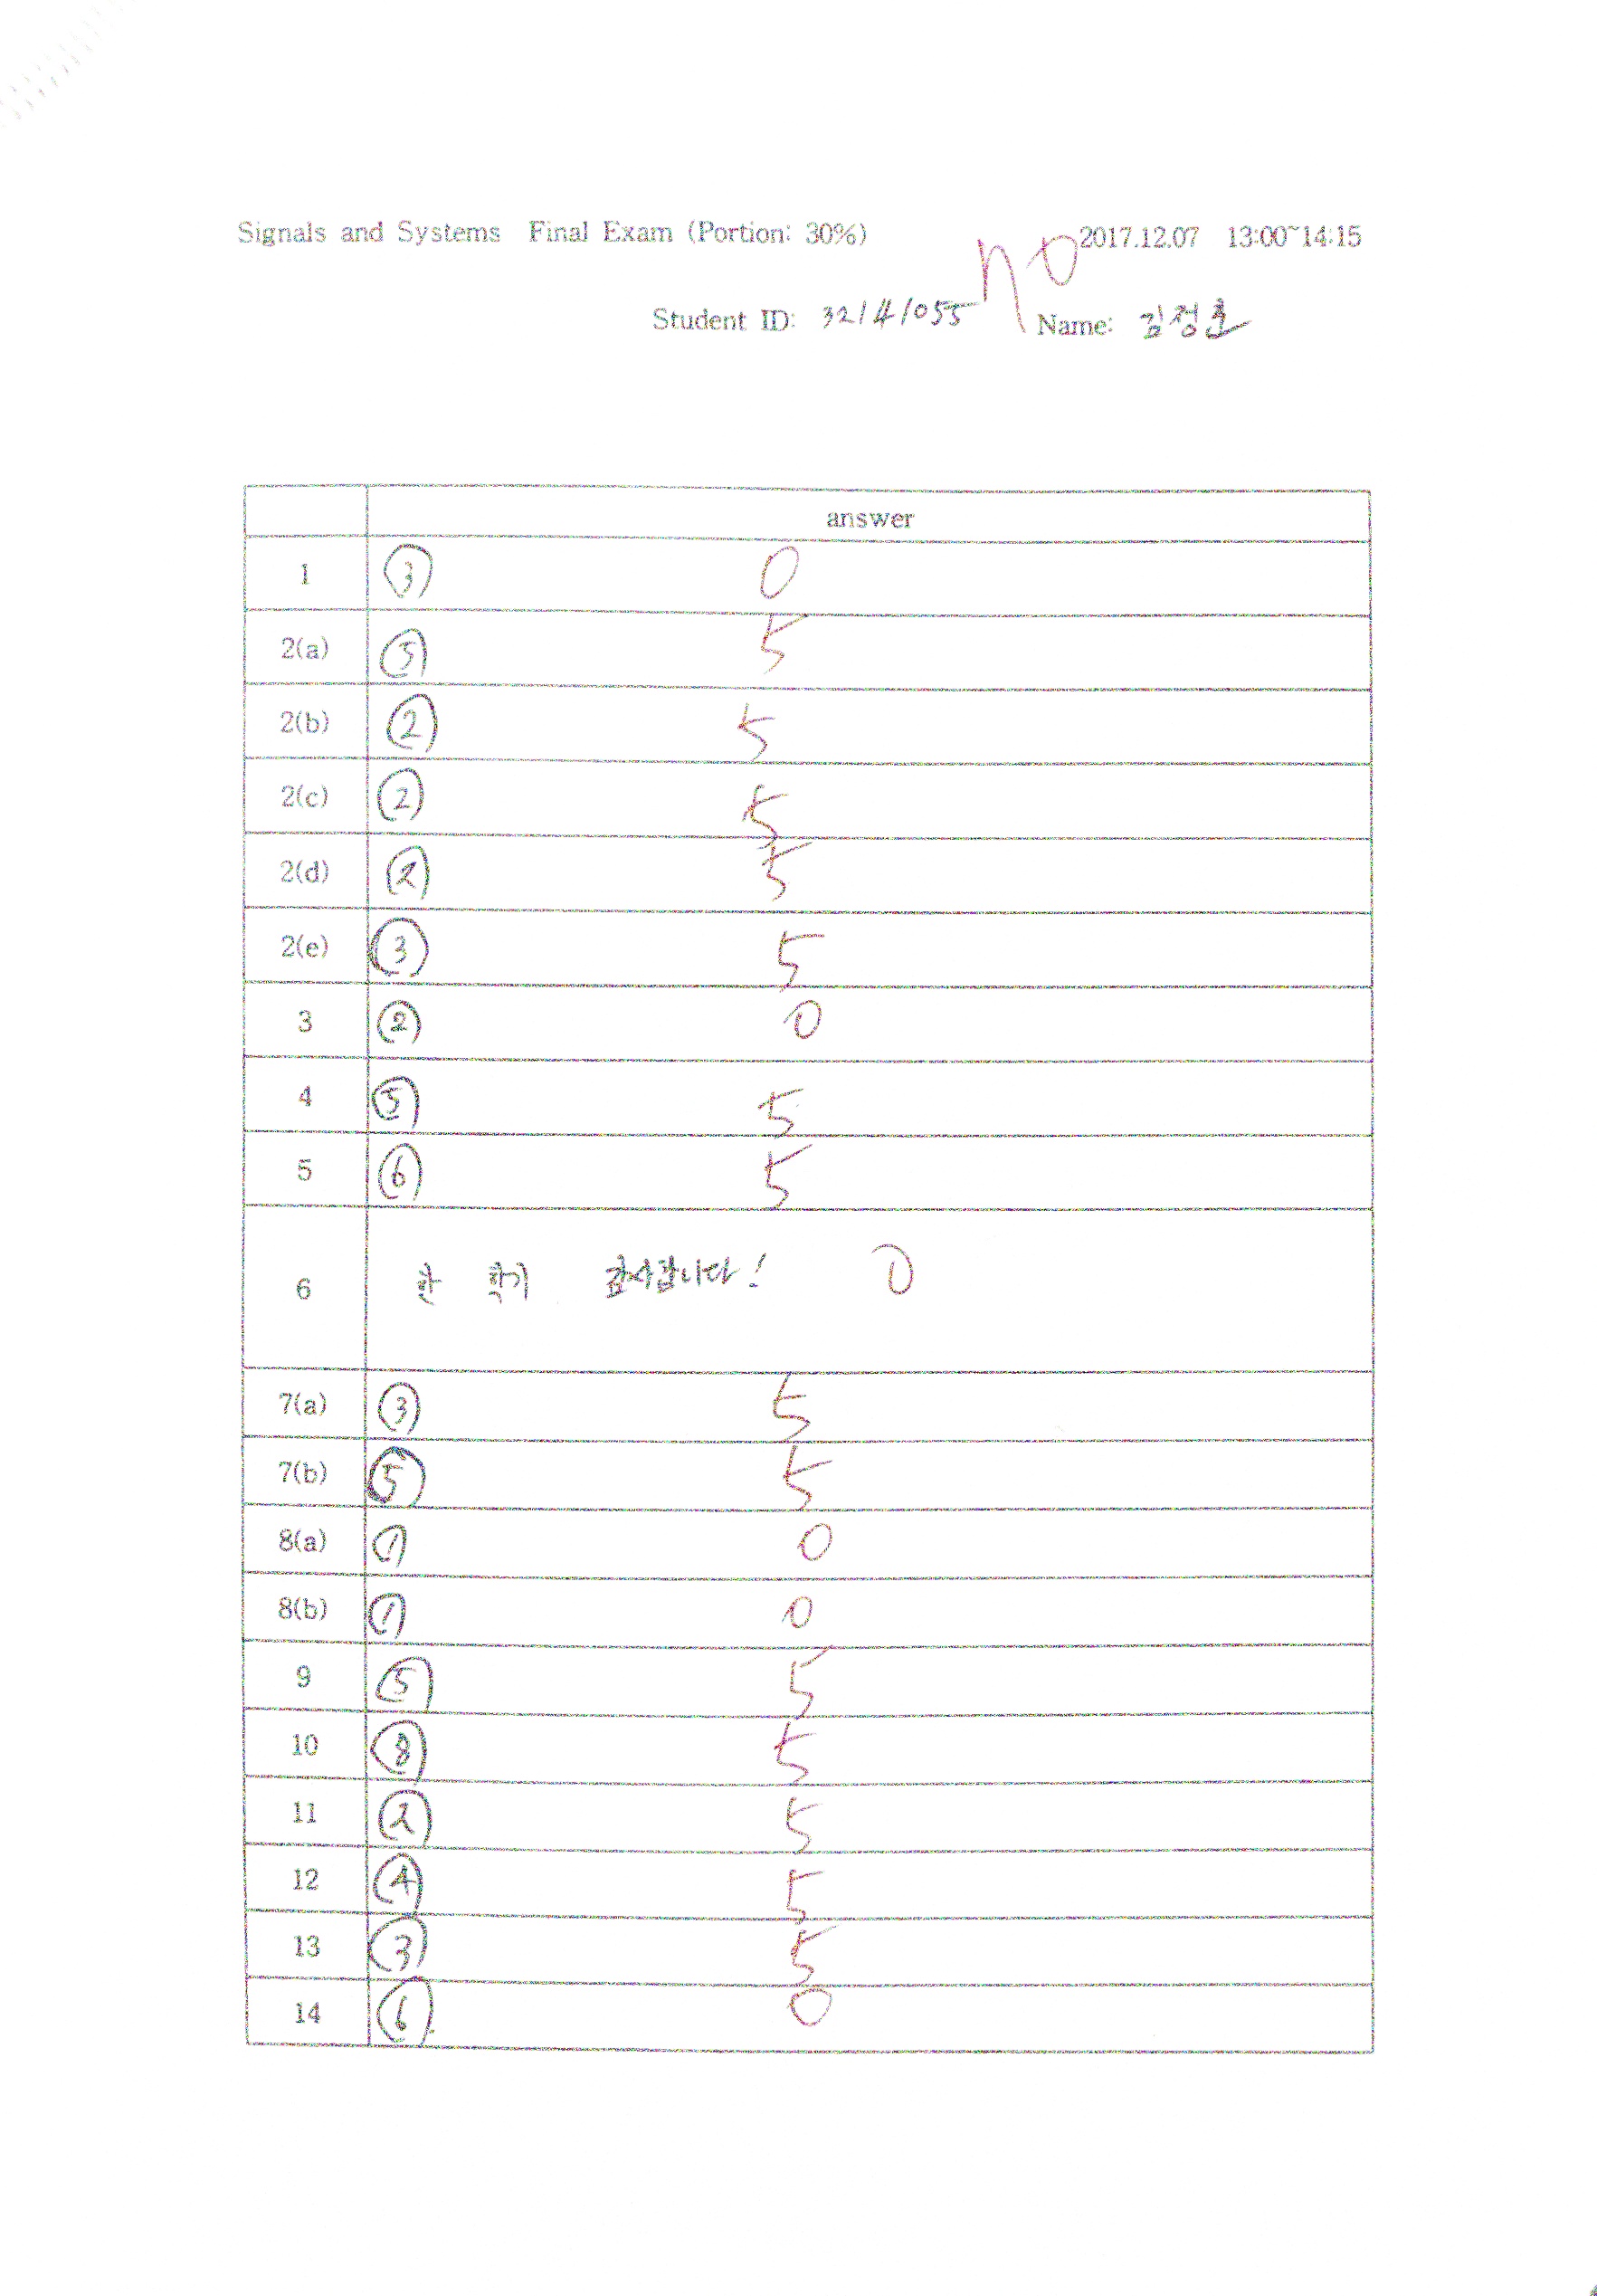 Signals and Systems Final Exam (Portion: 30%) 2017.12.07 13:00~14:15
70
Student ID: 32141055 Name: 김정훈
answer
1 ③ 0
2(a) ⑤ 5
2(b) ② 5
2(c) ② 5
2(d) ② 5
2(e) ③ 5
3 ② 0
4 ⑤ 5
5 ⑥ 5
6 한 학기 감사합니다! 0
7(a) ③ 5
7(b) ⑤ 5
8(a) ① 0
8(b) ① 0
9 ⑤ 5
10 ⑧ 5
11 ② 5
12 ④ 5
13 ③ 5
14 ⑥ 0